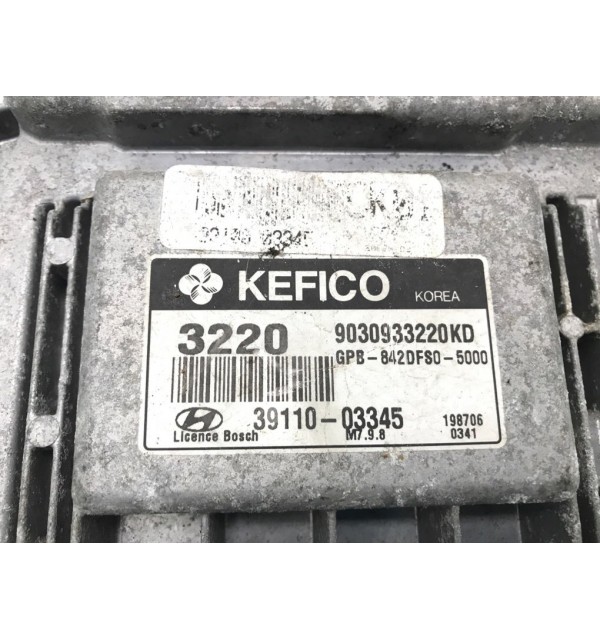 KEFICO KOREA
3220 9030933220KD
GPB-842DFS0-5000
39110-03345 198706
Licence Bosch M7.9.8 0341